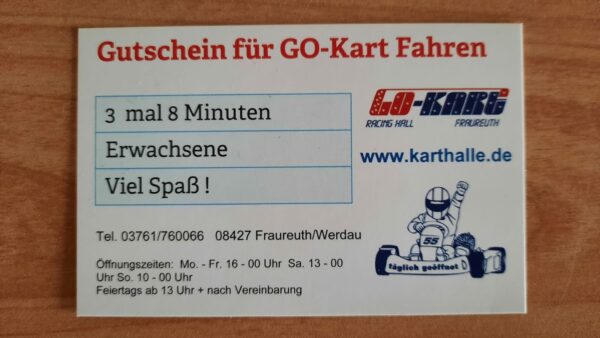 Gutschein für GO-Kart Fahren
3 mal 8 Minuten
Erwachsene
Viel Spaß !
GO-KART
RACING HALL FRAUREUTH
www.karthalle.de
55
täglich geöffnet
Tel. 03761/760066 08427 Fraureuth/Werdau
Öffnungszeiten: Mo. - Fr. 16 - 00 Uhr Sa. 13 - 00
Uhr So. 10 - 00 Uhr
Feiertags ab 13 Uhr + nach Vereinbarung